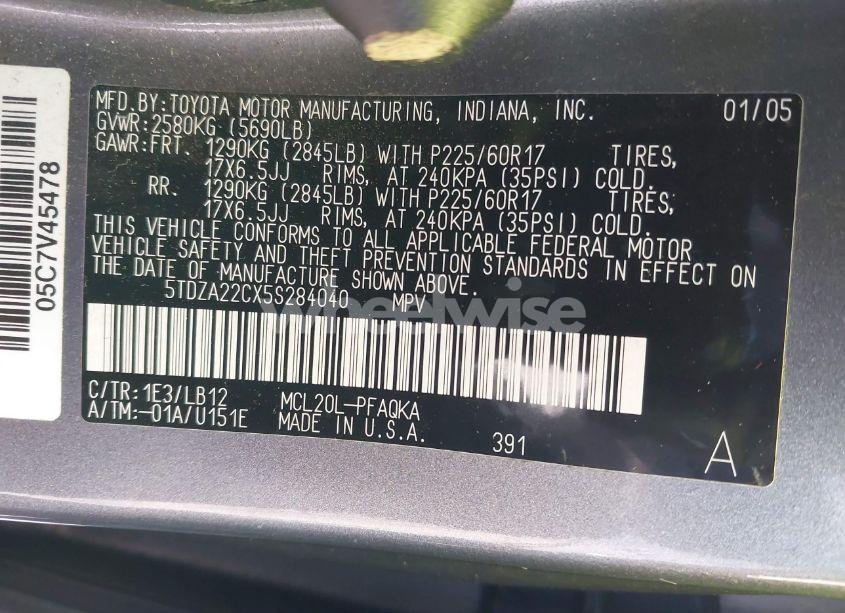 MFD.BY:TOYOTA MOTOR MANUFACTURING, INDIANA, INC. 01/05
GVWR:2580KG (5690LB)
GAWR:FRT. 1290KG (2845LB) WITH P225/60R17 TIRES,
17X6.5JJ RIMS, AT 240KPA (35PSI) COLD.
RR. 1290KG (2845LB) WITH P225/60R17 TIRES,
17X6.5JJ RIMS, AT 240KPA (35PSI) COLD.
THIS VEHICLE CONFORMS TO ALL APPLICABLE FEDERAL MOTOR
VEHICLE SAFETY AND THEFT PREVENTION STANDARDS IN EFFECT ON
THE DATE OF MANUFACTURE SHOWN ABOVE.
5TDZA22CX5S284040 MPV
wheelwise
C/TR:1E3/LB12 MCL20L-PFAQKA
A/TM:-01A/U151E MADE IN U.S.A.
391 A
05C7V45478